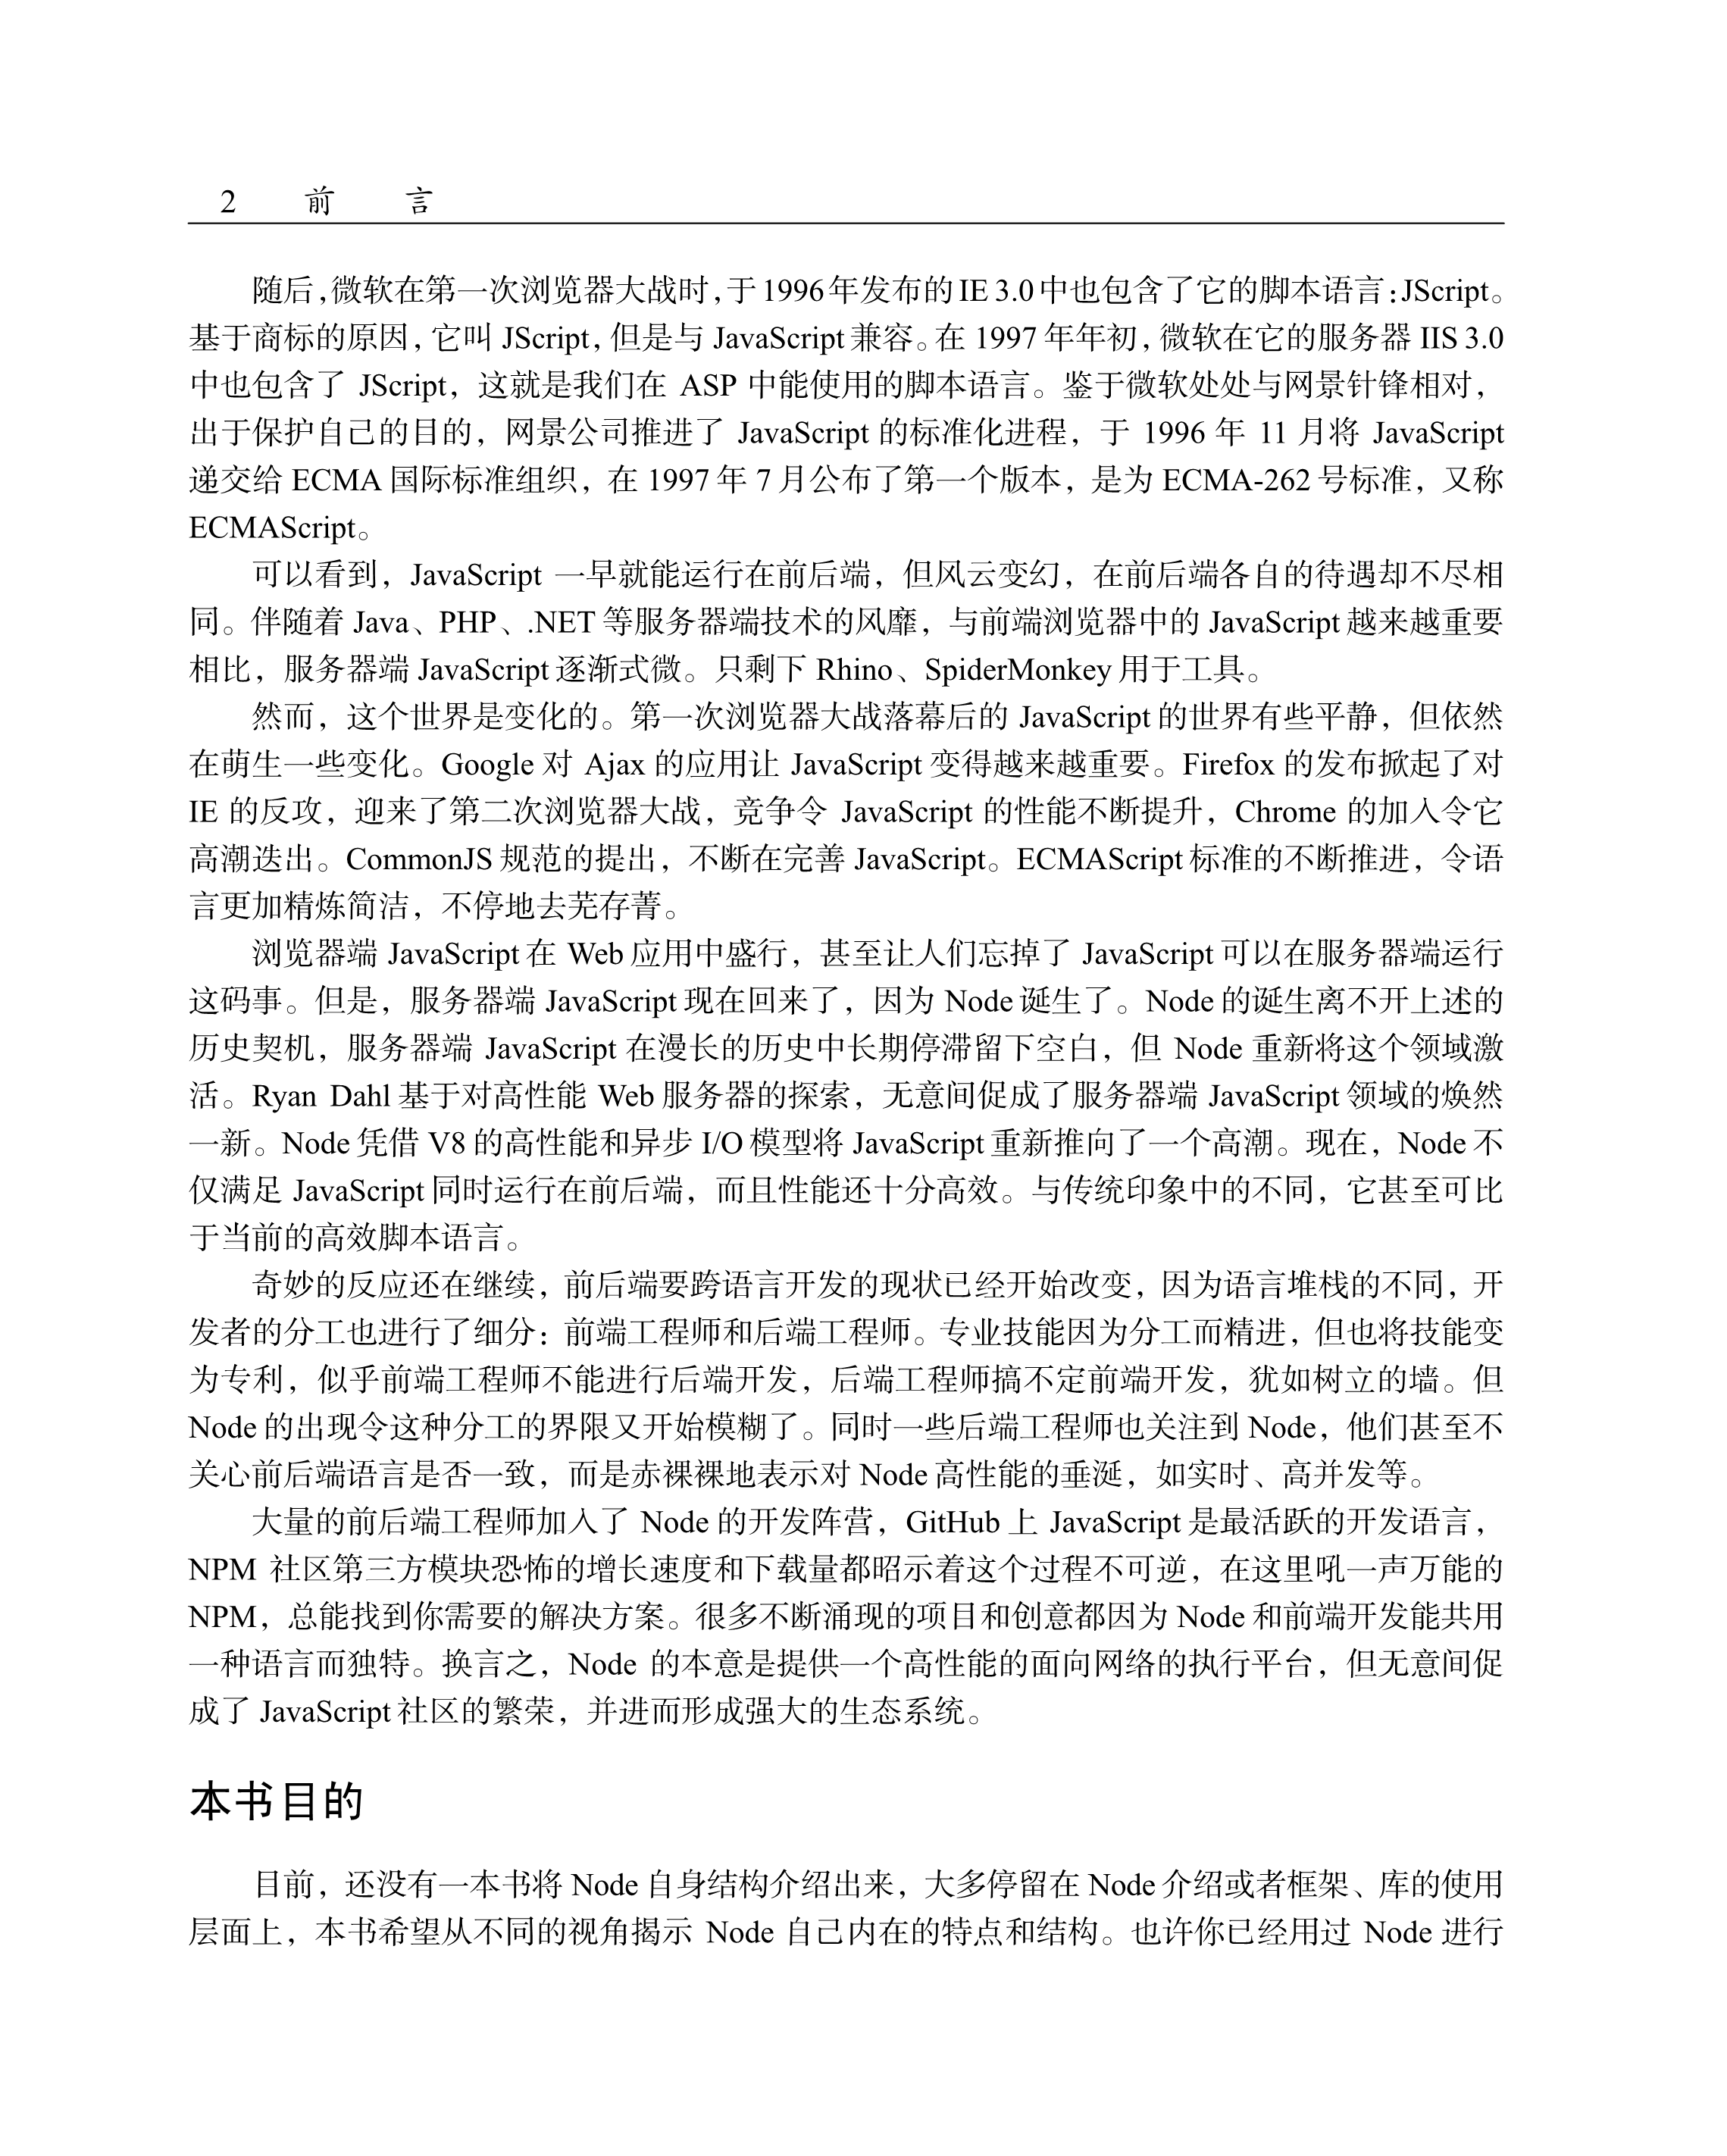 2 前 言
随后，微软在第一次浏览器大战时，于1996年发布的IE 3.0中也包含了它的脚本语言：JScript。
基于商标的原因，它叫 JScript，但是与 JavaScript 兼容。在 1997 年年初，微软在它的服务器 IIS 3.0
中也包含了 JScript，这就是我们在 ASP 中能使用的脚本语言。鉴于微软处处与网景针锋相对，
出于保护自己的目的，网景公司推进了 JavaScript 的标准化进程，于 1996 年 11 月将 JavaScript
递交给 ECMA 国际标准组织，在 1997 年 7 月公布了第一个版本，是为 ECMA-262 号标准，又称
ECMAScript。
可以看到，JavaScript 一早就能运行在前后端，但风云变幻，在前后端各自的待遇却不尽相
同。伴随着 Java、PHP、.NET 等服务器端技术的风靡，与前端浏览器中的 JavaScript 越来越重要
相比，服务器端 JavaScript 逐渐式微。只剩下 Rhino、SpiderMonkey 用于工具。
然而，这个世界是变化的。第一次浏览器大战落幕后的 JavaScript 的世界有些平静，但依然
在萌生一些变化。Google 对 Ajax 的应用让 JavaScript 变得越来越重要。Firefox 的发布掀起了对
IE 的反攻，迎来了第二次浏览器大战，竞争令 JavaScript 的性能不断提升，Chrome 的加入令它
高潮迭出。CommonJS 规范的提出，不断在完善 JavaScript。ECMAScript 标准的不断推进，令语
言更加精炼简洁，不停地去芜存菁。
浏览器端 JavaScript 在 Web 应用中盛行，甚至让人们忘掉了 JavaScript 可以在服务器端运行
这码事。但是，服务器端 JavaScript 现在回来了，因为 Node 诞生了。Node 的诞生离不开上述的
历史契机，服务器端 JavaScript 在漫长的历史中长期停滞留下空白，但 Node 重新将这个领域激
活。Ryan Dahl 基于对高性能 Web 服务器的探索，无意间促成了服务器端 JavaScript 领域的焕然
一新。Node 凭借 V8 的高性能和异步 I/O 模型将 JavaScript 重新推向了一个高潮。现在，Node 不
仅满足 JavaScript 同时运行在前后端，而且性能还十分高效。与传统印象中的不同，它甚至可比
于当前的高效脚本语言。
奇妙的反应还在继续，前后端要跨语言开发的现状已经开始改变，因为语言堆栈的不同，开
发者的分工也进行了细分：前端工程师和后端工程师。专业技能因为分工而精进，但也将技能变
为专利，似乎前端工程师不能进行后端开发，后端工程师搞不定前端开发，犹如树立的墙。但
Node 的出现令这种分工的界限又开始模糊了。同时一些后端工程师也关注到 Node，他们甚至不
关心前后端语言是否一致，而是赤裸裸地表示对 Node 高性能的垂涎，如实时、高并发等。
大量的前后端工程师加入了 Node 的开发阵营，GitHub 上 JavaScript 是最活跃的开发语言，
NPM 社区第三方模块恐怖的增长速度和下载量都昭示着这个过程不可逆，在这里吼一声万能的
NPM，总能找到你需要的解决方案。很多不断涌现的项目和创意都因为 Node 和前端开发能共用
一种语言而独特。换言之，Node 的本意是提供一个高性能的面向网络的执行平台，但无意间促
成了 JavaScript 社区的繁荣，并进而形成强大的生态系统。
本书目的
目前，还没有一本书将 Node 自身结构介绍出来，大多停留在 Node 介绍或者框架、库的使用
层面上，本书希望从不同的视角揭示 Node 自己内在的特点和结构。也许你已经用过 Node 进行